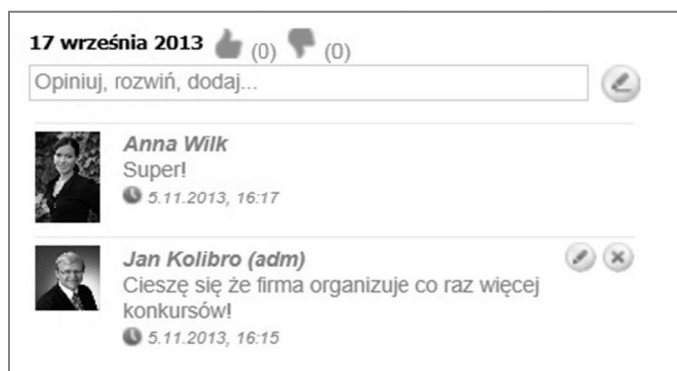 17 września 2013 (0) (0)
Opiniuj, rozwiń, dodaj...
Anna Wilk
Super!
5.11.2013, 16:17
Jan Kolibro (adm)
Cieszę się że firma organizuje co raz więcej
konkursów!
5.11.2013, 16:15